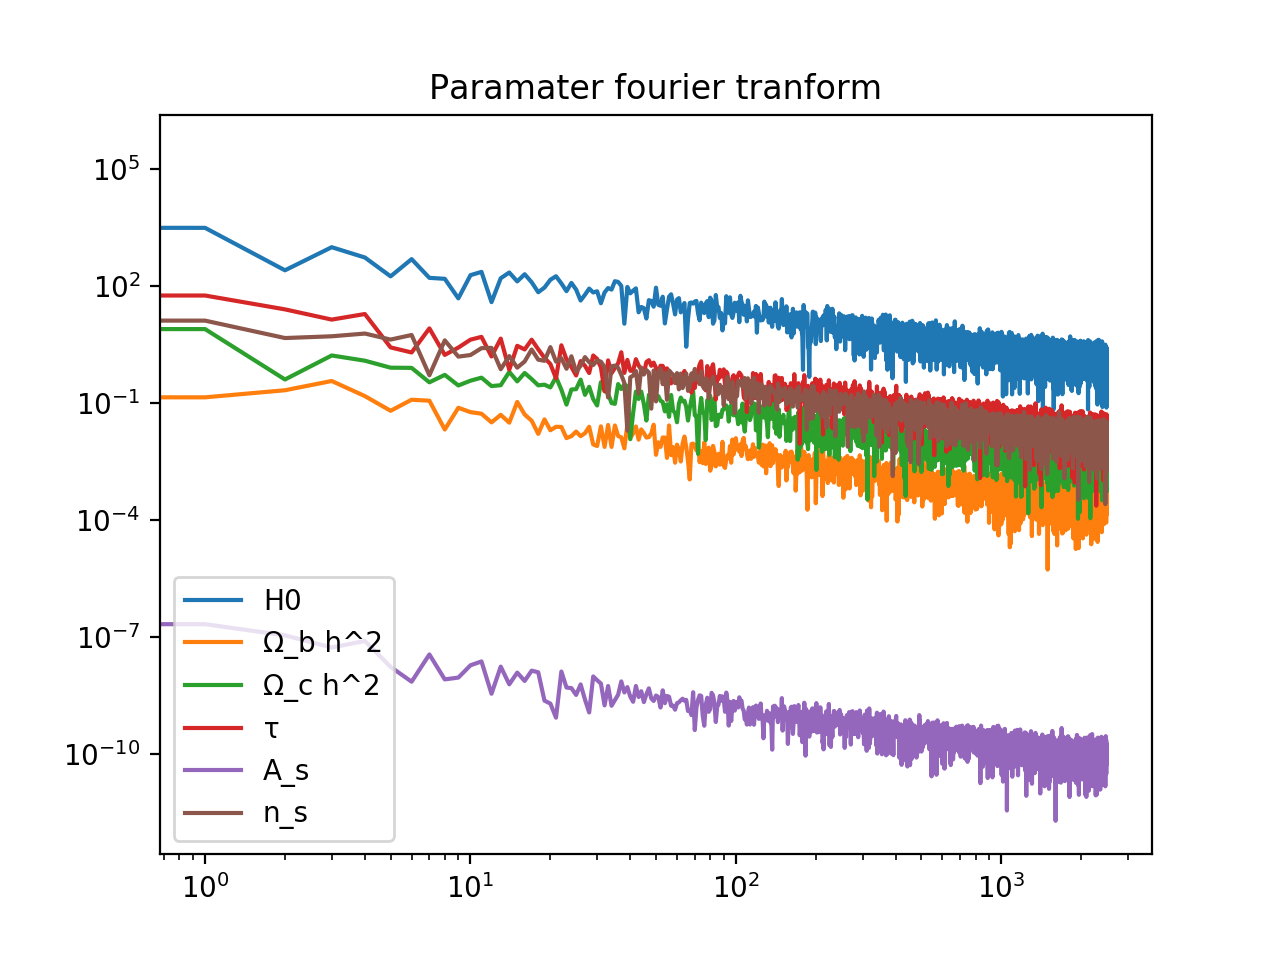 Paramater fourier tranform
10^5
10^2
10^-1
10^-4
10^-7
10^-10
H0
Ω_b h^2
Ω_c h^2
τ
A_s
n_s
10^0 10^1 10^2 10^3